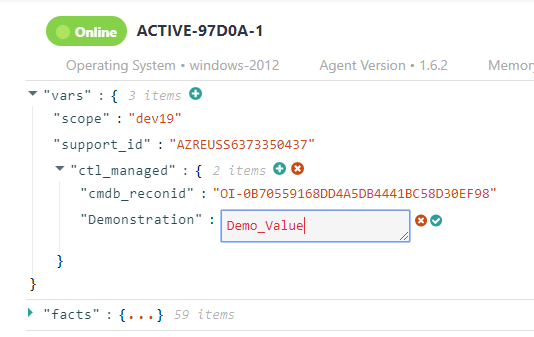 Online ACTIVE-97D0A-1
Operating System • windows-2012 Agent Version • 1.6.2 Memory
"vars" : { 3 items
"scope" : "dev19"
"support_id" : "AZREUSS6373350437"
"ctl_managed" : { 2 items
"cmdb_reconid" : "OI-0B70559168DD4A5DB4441BC58D30EF98"
"Demonstration" : Demo_Value
}
}
"facts" : {...} 59 items